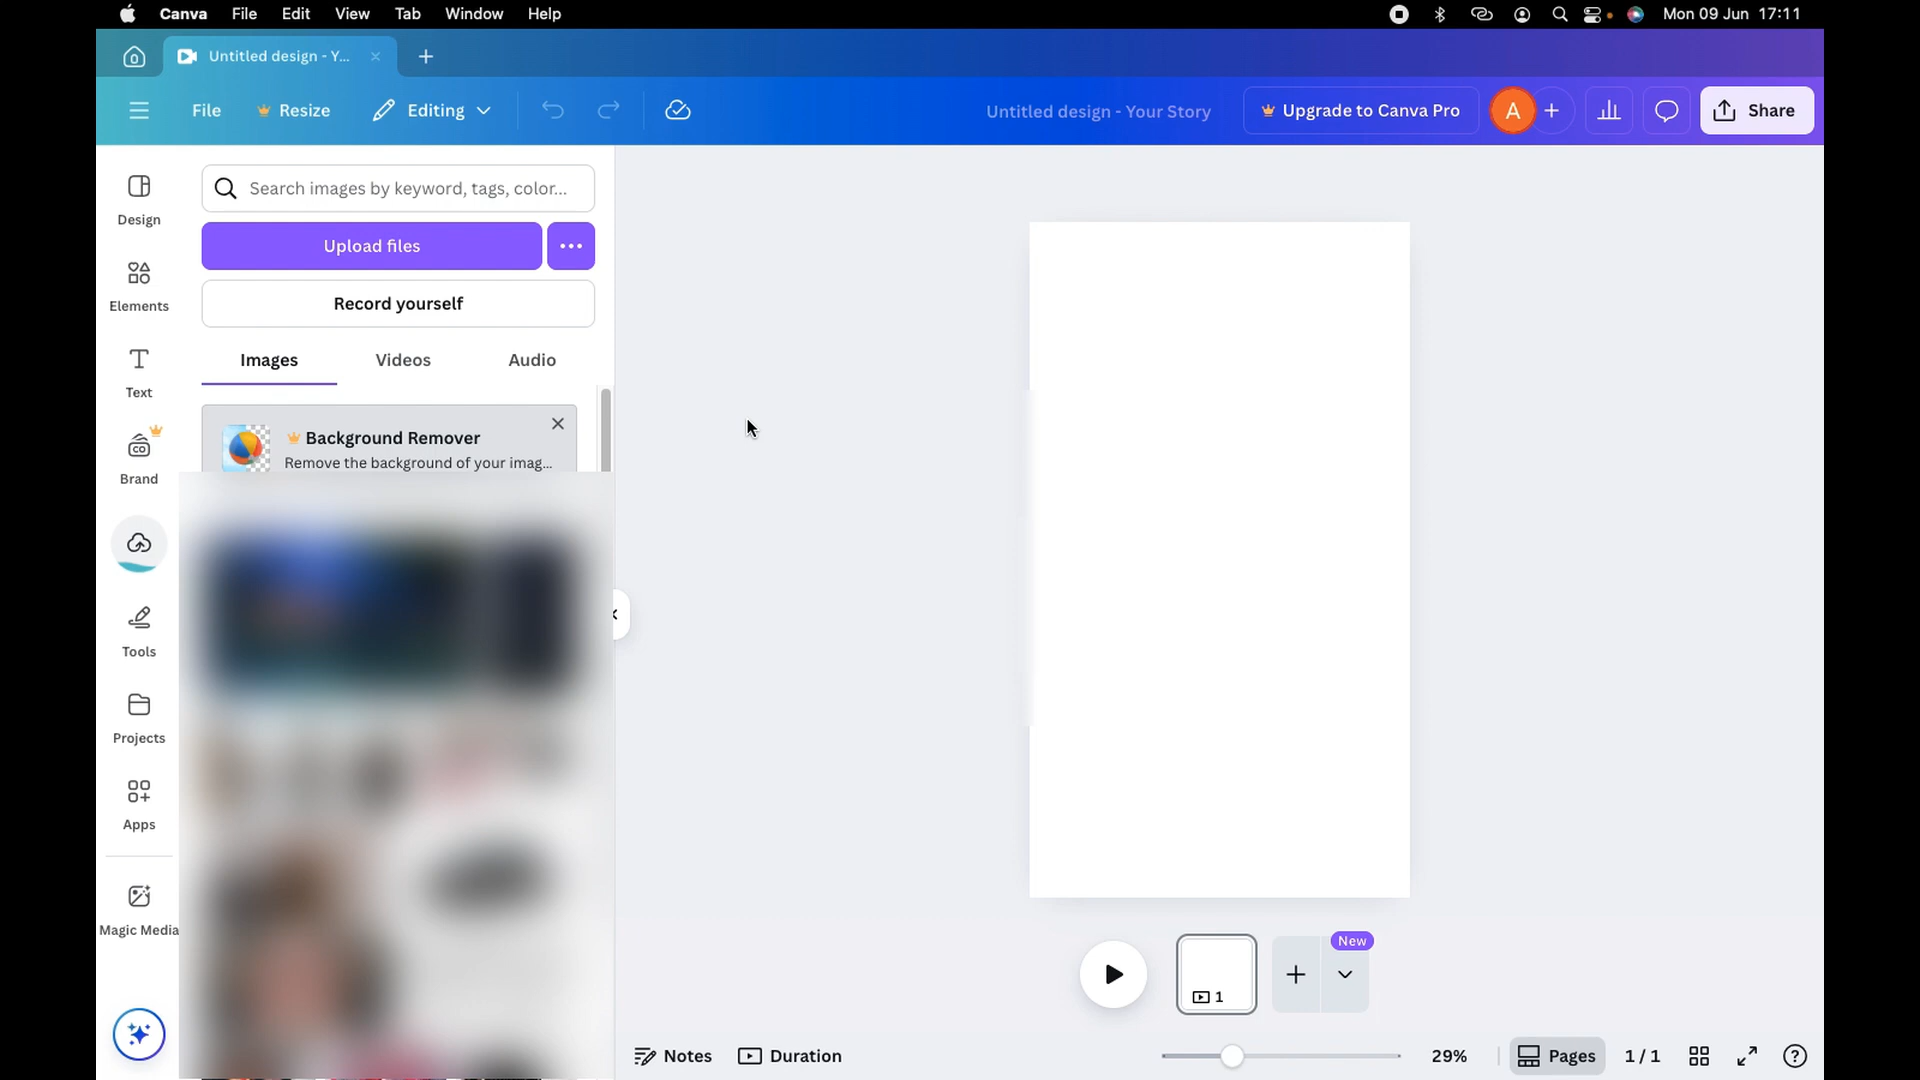 Canva File Edit View Tab Window Help Mon 09 Jun 17:11
Untitled design - Y...
File Resize Editing Untitled design - Your Story Upgrade to Canva Pro A Share
Design
Elements
Text
Brand
Tools
Projects
Apps
Magic Media
Search images by keyword, tags, color...
Upload files
Record yourself
Images Videos Audio
Background Remover
Remove the background of your imag...
New
1
Notes Duration 29% Pages 1 / 1